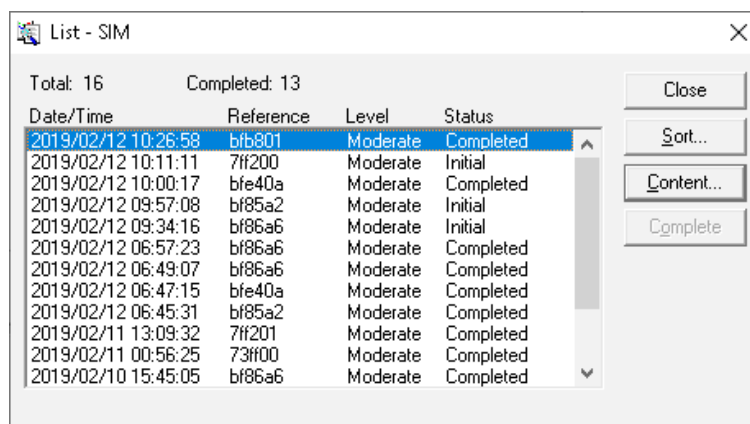 List - SIM
Total: 16 Completed: 13
Close
Date/Time Reference Level Status
2019/02/12 10:26:58 bfb801 Moderate Completed
Sort...
2019/02/12 10:11:11 7ff200 Moderate Initial
2019/02/12 10:00:17 bfe40a Moderate Completed
Content...
2019/02/12 09:57:08 bf85a2 Moderate Initial
2019/02/12 09:34:16 bf86a6 Moderate Initial
Complete
2019/02/12 06:57:23 bf86a6 Moderate Completed
2019/02/12 06:49:07 bf86a6 Moderate Completed
2019/02/12 06:47:15 bfe40a Moderate Completed
2019/02/12 06:45:31 bf85a2 Moderate Completed
2019/02/11 13:09:32 7ff201 Moderate Completed
2019/02/11 00:56:25 73ff00 Moderate Completed
2019/02/10 15:45:05 bf86a6 Moderate Completed